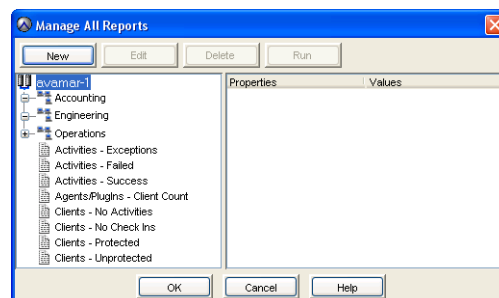 Manage All Reports
New Edit Delete Run
avamar-1
Properties Values
Accounting
Engineering
Operations
Activities - Exceptions
Activities - Failed
Activities - Success
Agents/PlugIns - Client Count
Clients - No Activities
Clients - No Check Ins
Clients - Protected
Clients - Unprotected
OK Cancel Help